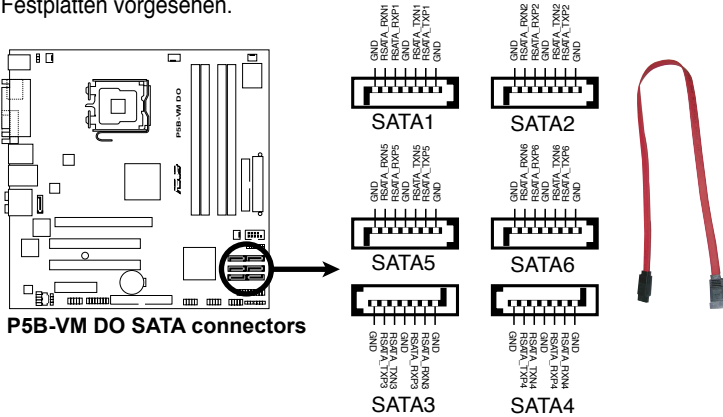 Festplatten vorgesehen.
GND
RSATA_RXN1
RSATA_RXP1
GND
RSATA_TXN1
RSATA_TXP1
GND
SATA1
GND
RSATA_RXN2
RSATA_RXP2
GND
RSATA_TXN2
RSATA_TXP2
GND
SATA2
P5B-VM DO
ASUS
GND
RSATA_RXN5
RSATA_RXP5
GND
RSATA_TXN5
RSATA_TXP5
GND
SATA5
GND
RSATA_RXN6
RSATA_RXP6
GND
RSATA_TXN6
RSATA_TXP6
GND
SATA6
P5B-VM DO SATA connectors
GND
RSATA_TXP3
RSATA_TXN3
GND
RSATA_RXP3
RSATA_RXN3
GND
SATA3
GND
RSATA_TXP4
RSATA_TXN4
GND
RSATA_RXP4
RSATA_RXN4
GND
SATA4